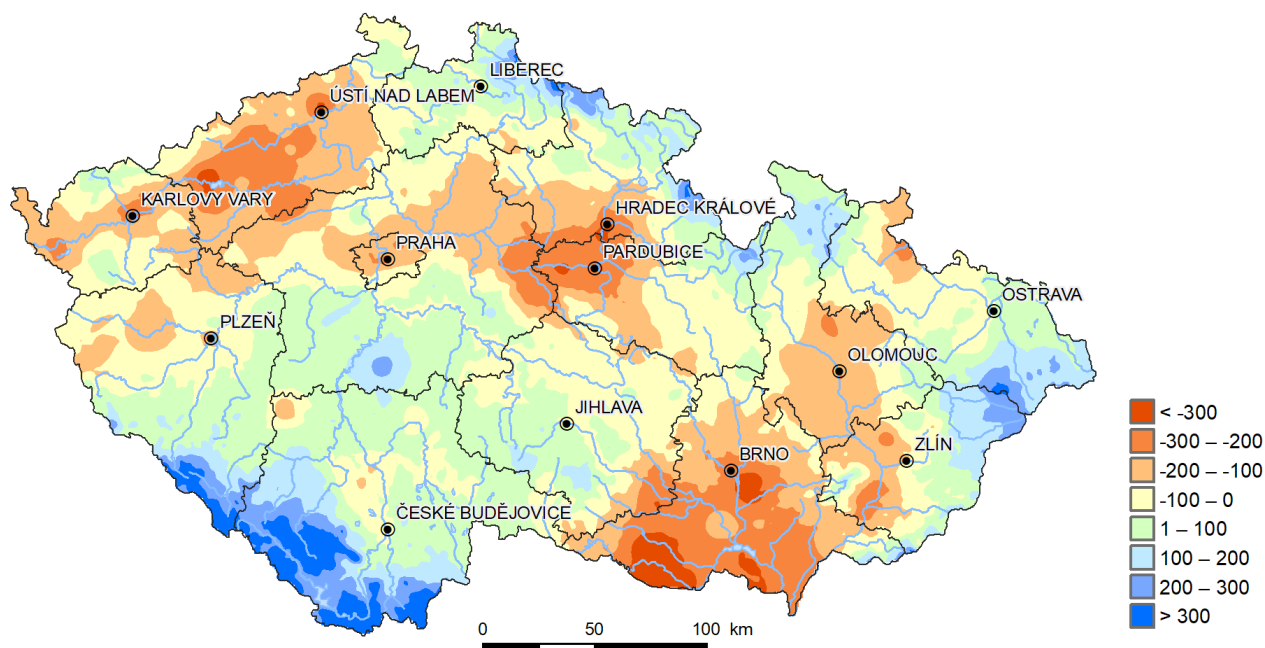 LIBEREC
ÚSTÍ NAD LABEM
KARLOVY VARY
HRADEC KRÁLOVÉ
PRAHA
PARDUBICE
OSTRAVA
PLZEŇ
OLOMOUC
JIHLAVA
ZLÍN
BRNO
ČESKÉ BUDĚJOVICE
< -300
-300 – -200
-200 – -100
-100 – 0
1 – 100
100 – 200
200 – 300
> 300
0 50 100 km